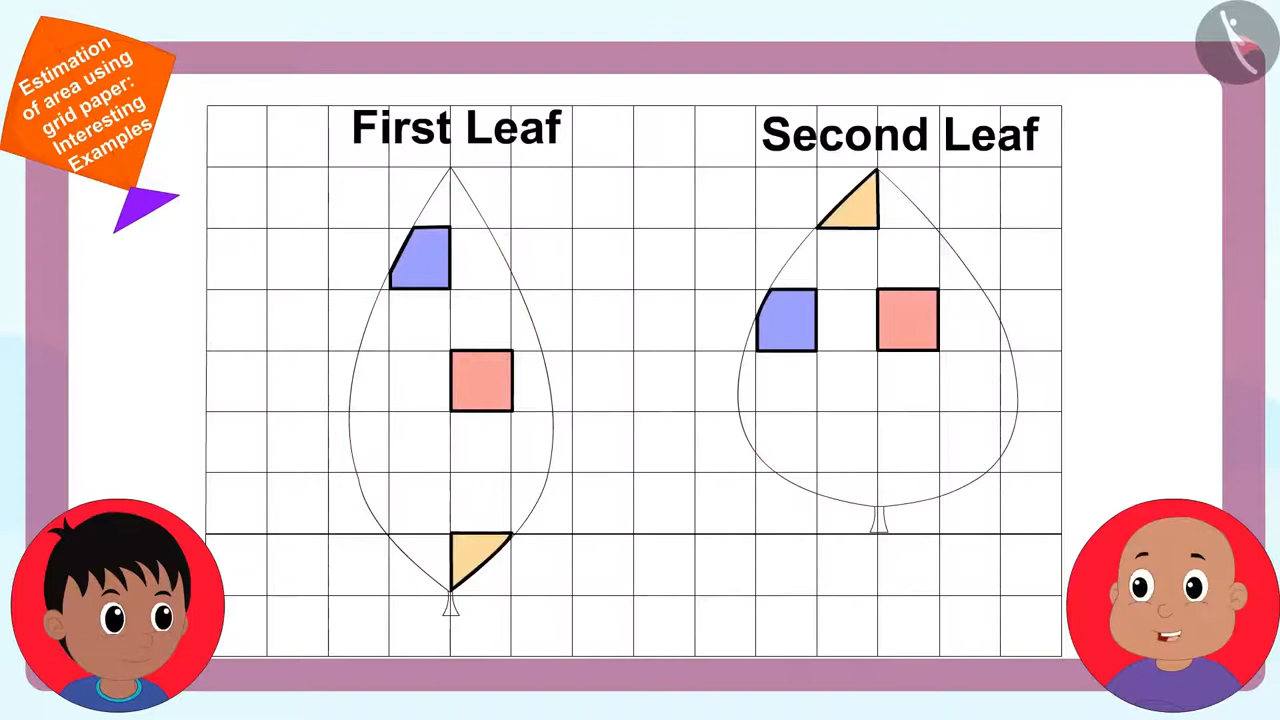 Estimation
of area using
grid paper:
Interesting
Examples
First Leaf
Second Leaf